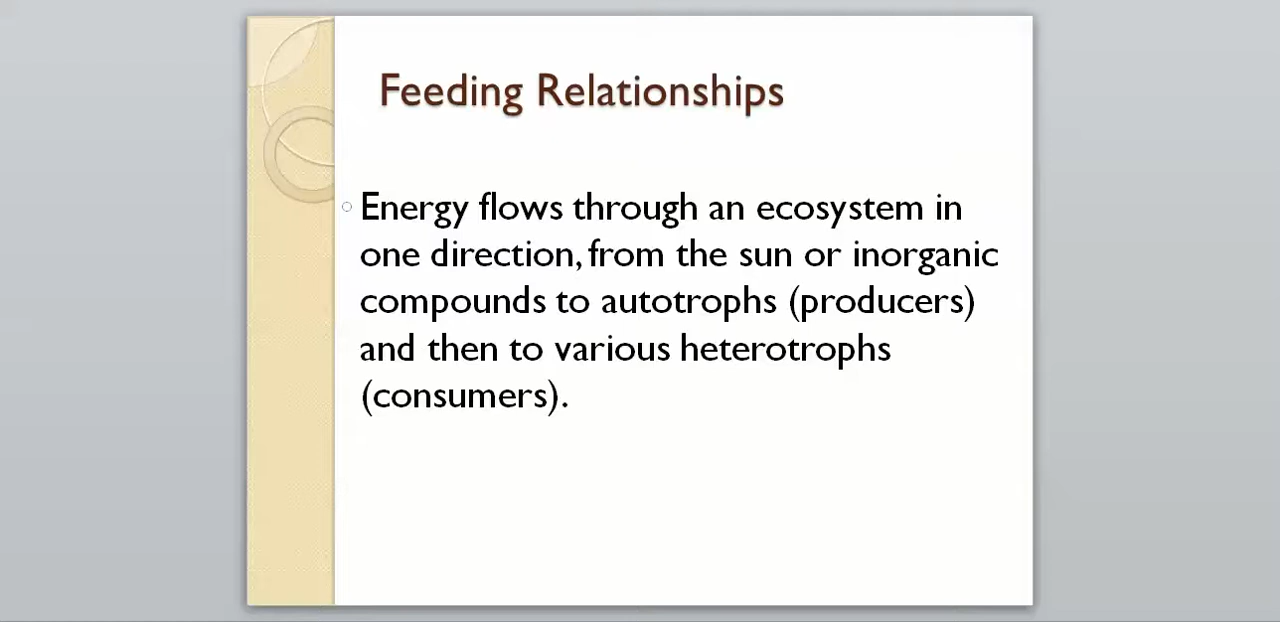 Feeding Relationships
Energy flows through an ecosystem in
one direction, from the sun or inorganic
compounds to autotrophs (producers)
and then to various heterotrophs
(consumers).